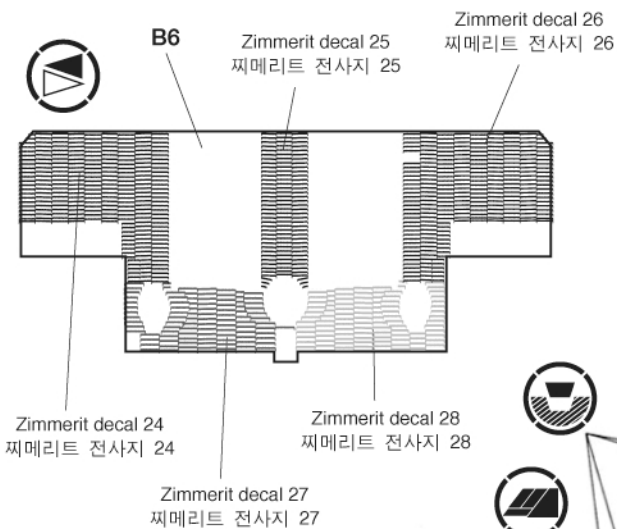 B6
Zimmerit decal 25
찌메리트 전사지 25
Zimmerit decal 26
찌메리트 전사지 26
Zimmerit decal 24
찌메리트 전사지 24
Zimmerit decal 28
찌메리트 전사지 28
Zimmerit decal 27
찌메리트 전사지 27